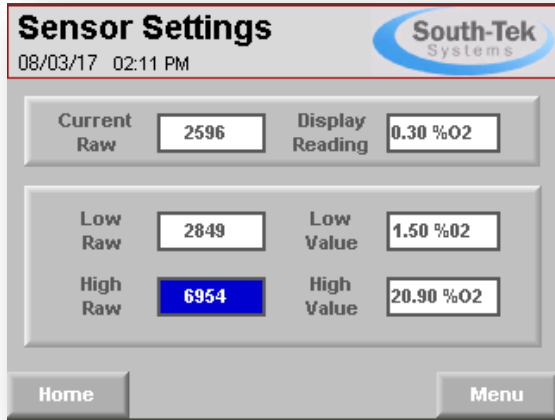 Sensor Settings
South-Tek
Systems
08/03/17 02:11 PM
Current Raw 2596 Display Reading 0.30 %O2
Low Raw 2849 Low Value 1.50 %02
High Raw 6954 High Value 20.90 %O2
Home Menu